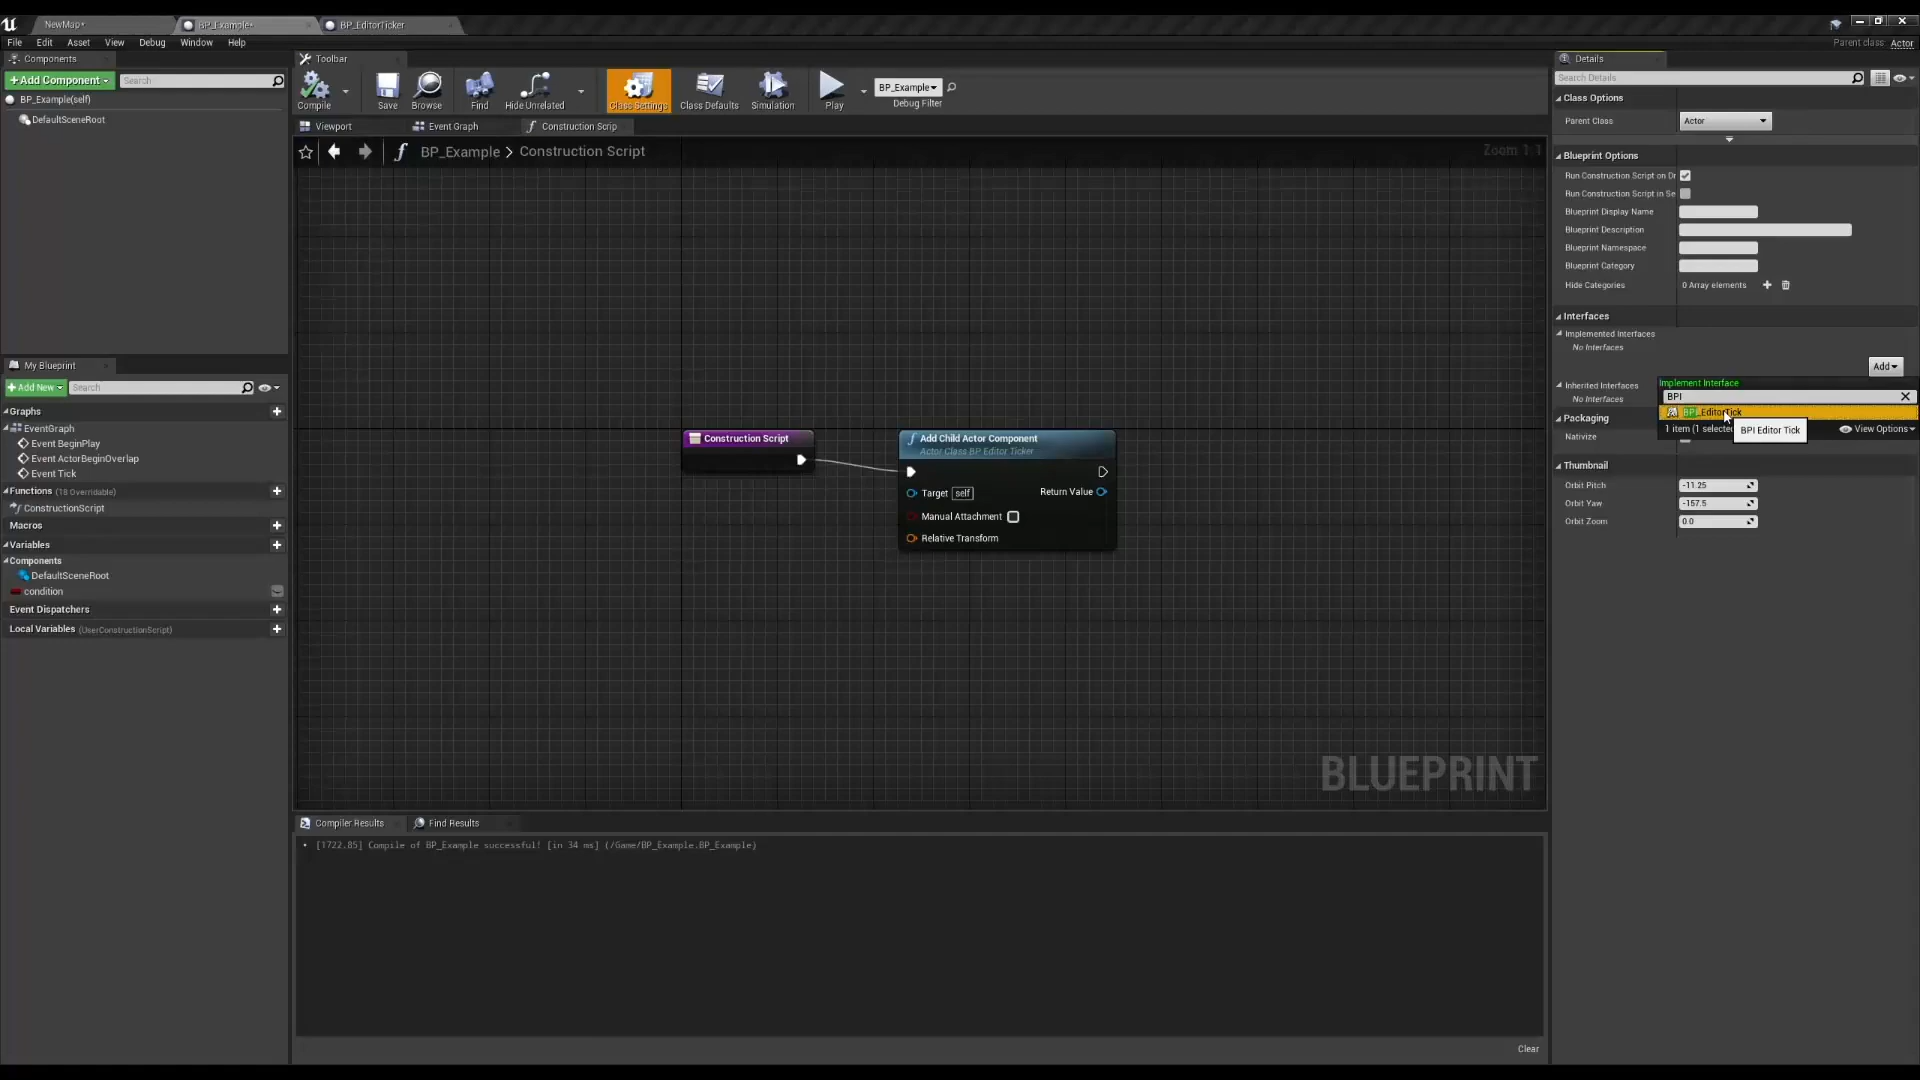 NewMap*
BP_Example*
BP_EditorTicker
File Edit Asset View Debug Window Help
Parent class: Actor
Components
+Add Component
Search
BP_Example(self)
DefaultSceneRoot
Toolbar
Compile
Save
Browse
Find
Hide Unrelated
Class Settings
Class Defaults
Simulation
Play
BP_Example
Debug Filter
Viewport
Event Graph
Construction Scrip
BP_Example > Construction Script
Zoom 1:1
Construction Script
Add Child Actor Component
Actor Class BP Editor Ticker
Target self
Return Value
Manual Attachment
Relative Transform
BLUEPRINT
My Blueprint
+Add New
Search
Graphs
EventGraph
Event BeginPlay
Event ActorBeginOverlap
Event Tick
Functions (18 Overridable)
ConstructionScript
Macros
Variables
Components
DefaultSceneRoot
condition
Event Dispatchers
Local Variables (UserConstructionScript)
Compiler Results
Find Results
[1722.85] Compile of BP_Example successful! [in 34 ms] (/Game/BP_Example.BP_Example)
Clear
Details
Search Details
Class Options
Parent Class Actor
Blueprint Options
Run Construction Script on Dr
Run Construction Script in Se
Blueprint Display Name
Blueprint Description
Blueprint Namespace
Blueprint Category
Hide Categories 0 Array elements
Interfaces
Implemented Interfaces
No Interfaces
Add
Inherited Interfaces
No Interfaces
Implement Interface
BPI
BPI_EditorTick
1 item (1 selected
View Options
BPI Editor Tick
Packaging
Nativize
Thumbnail
Orbit Pitch -11.25
Orbit Yaw -157.5
Orbit Zoom 0.0